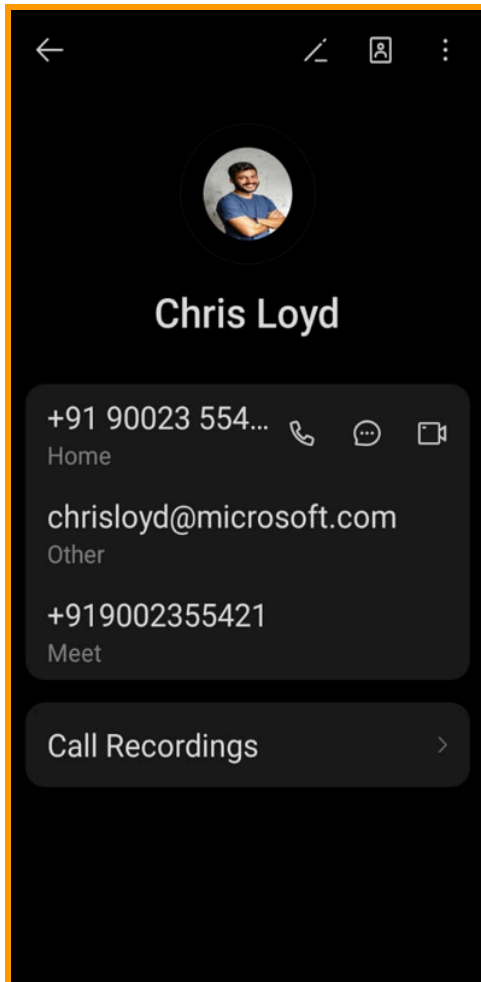 Chris Loyd
+91 90023 554...
Home
chrisloyd@microsoft.com
Other
+919002355421
Meet
Call Recordings